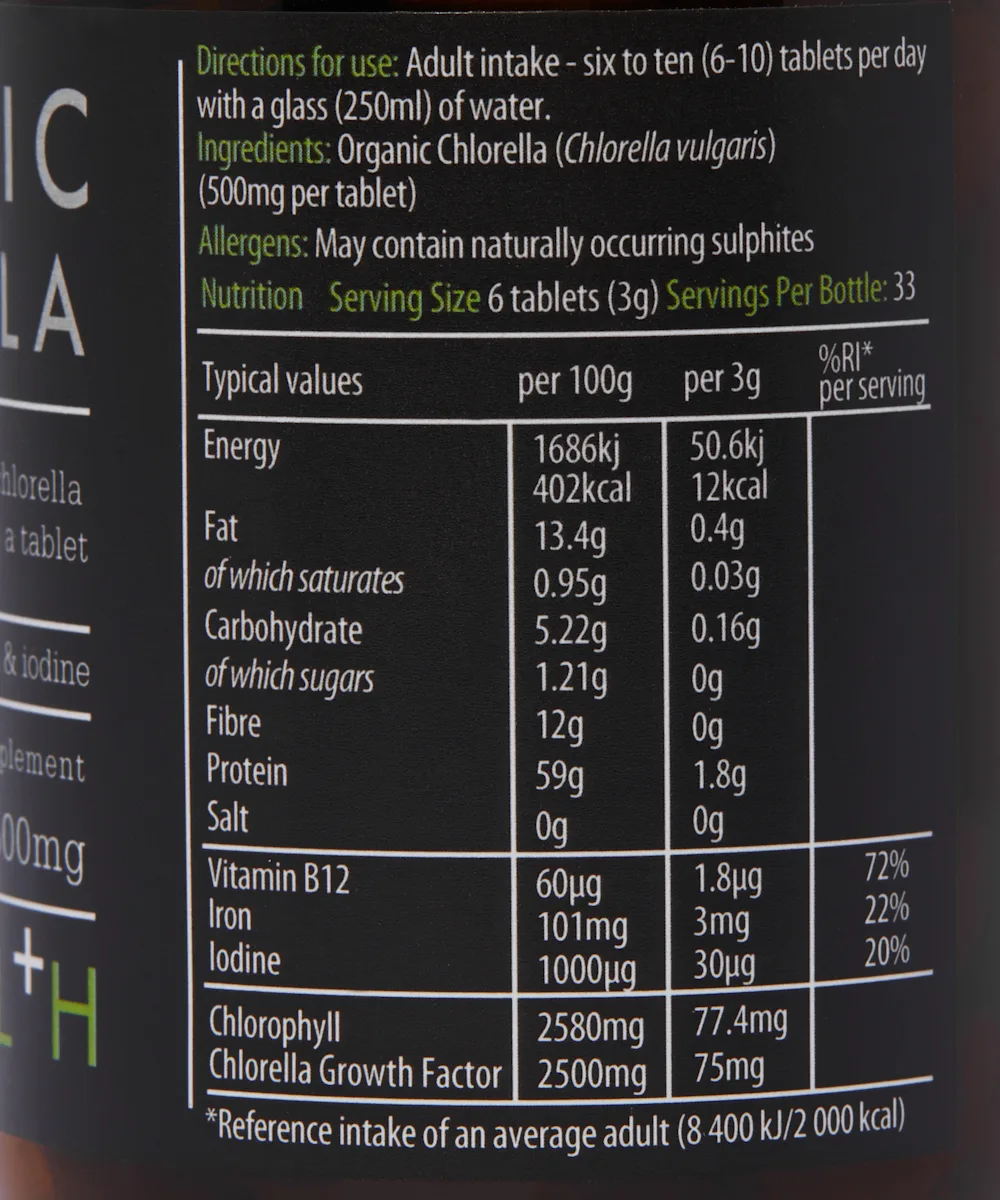 IC
LA
hlorella
a tablet
& iodine
plement
00mg
+H
Directions for use: Adult intake - six to ten (6-10) tablets per day
with a glass (250ml) of water.
Ingredients: Organic Chlorella (Chlorella vulgaris)
(500mg per tablet)
Allergens: May contain naturally occurring sulphites
Nutrition Serving Size 6 tablets (3g) Servings Per Bottle: 33
Typical values per 100g per 3g %RI* per serving
Energy 1686kj 50.6kj
402kcal 12kcal
Fat 13.4g 0.4g
of which saturates 0.95g 0.03g
Carbohydrate 5.22g 0.16g
of which sugars 1.21g 0g
Fibre 12g 0g
Protein 59g 1.8g
Salt 0g 0g
Vitamin B12 60µg 1.8µg 72%
Iron 101mg 3mg 22%
Iodine 1000µg 30µg 20%
Chlorophyll 2580mg 77.4mg
Chlorella Growth Factor 2500mg 75mg
*Reference intake of an average adult (8 400 kJ/2 000 kcal)